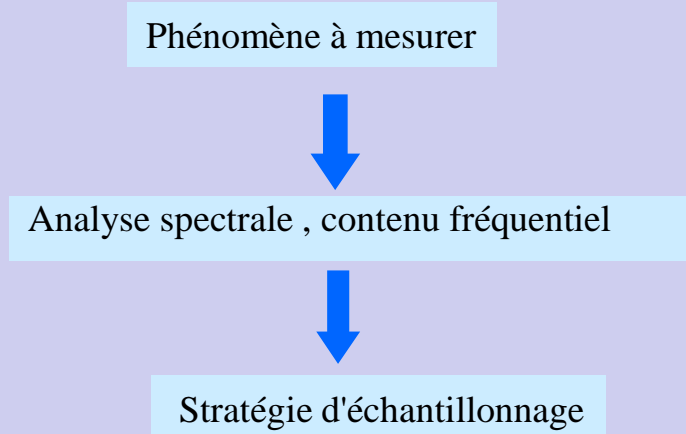 Phénomène à mesurer
Analyse spectrale , contenu fréquentiel
Stratégie d'échantillonnage